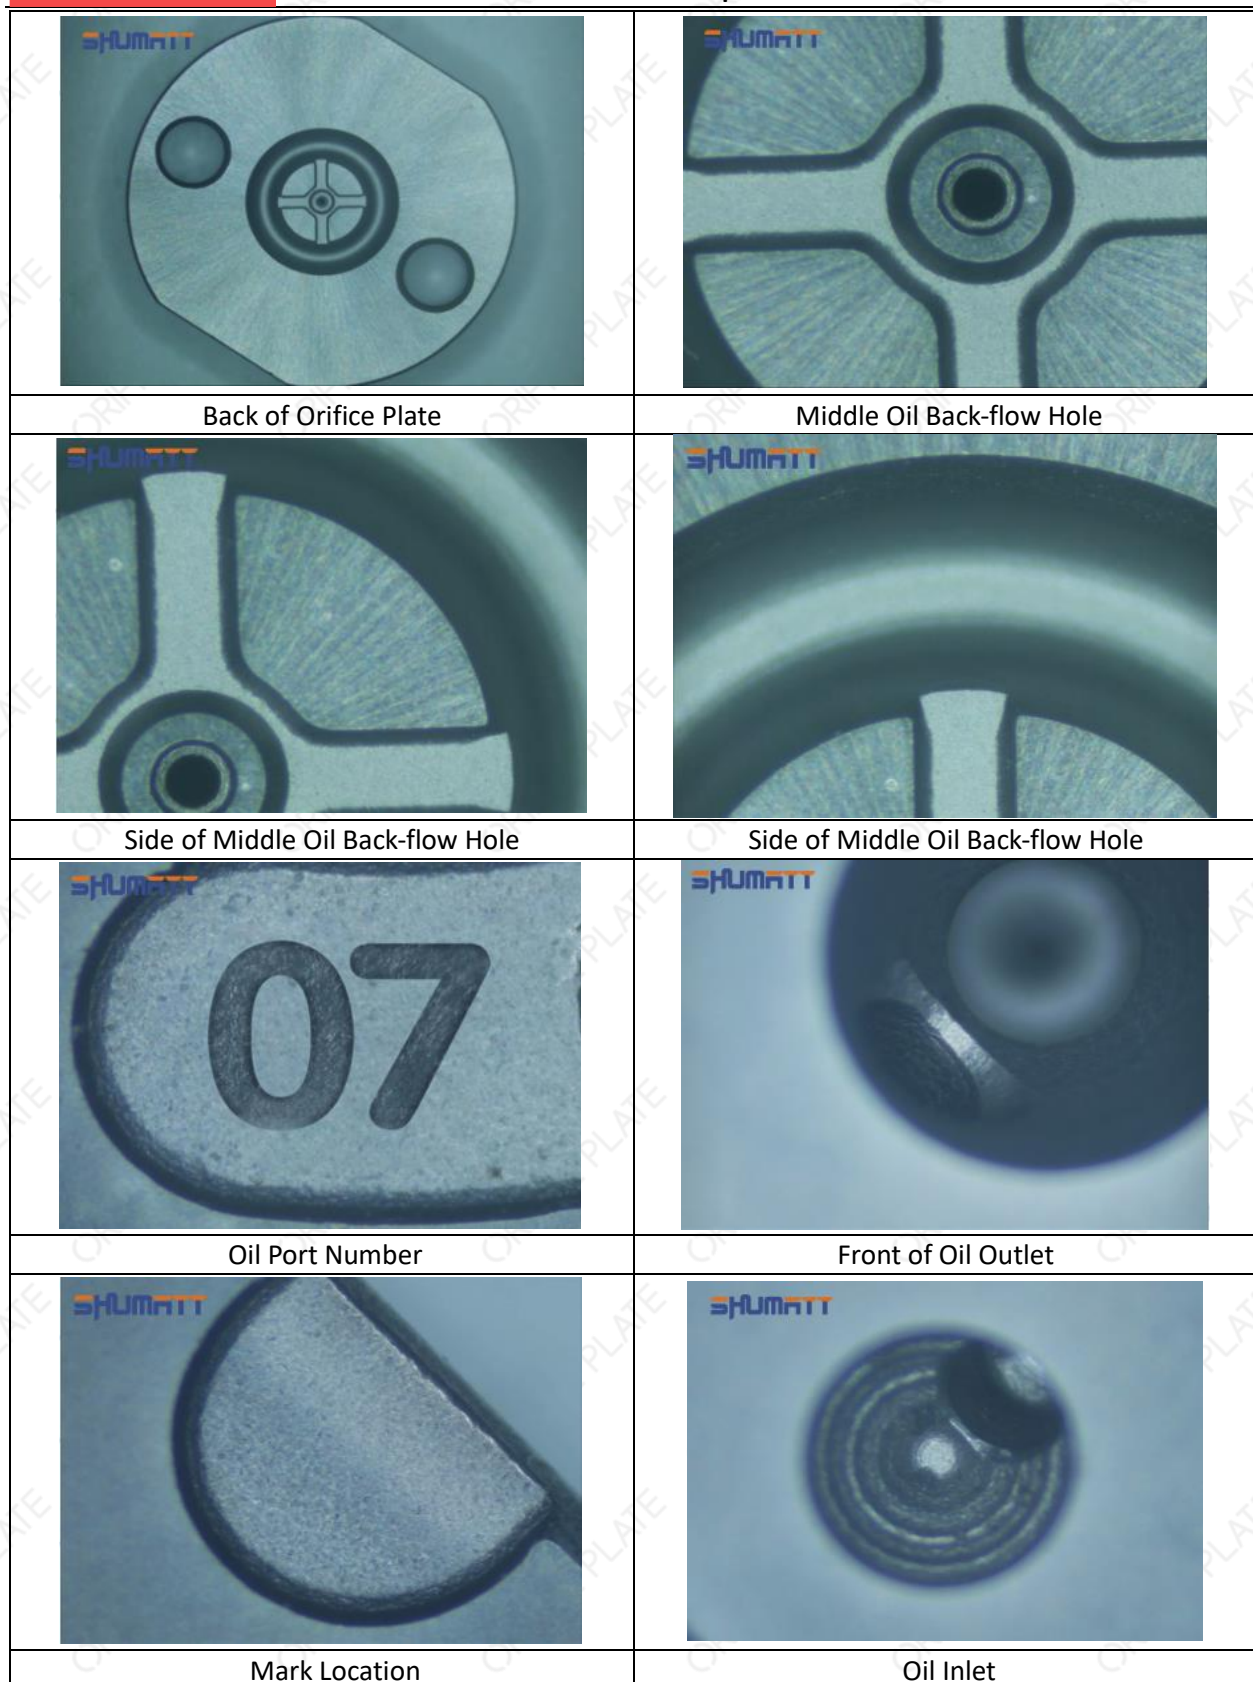 SHUMATT
SHUMATT
Back of Orifice Plate
Middle Oil Back-flow Hole
SHUMATT
SHUMATT
Side of Middle Oil Back-flow Hole
Side of Middle Oil Back-flow Hole
SHUMATT
SHUMATT
07
Oil Port Number
Front of Oil Outlet
SHUMATT
SHUMATT
Mark Location
Oil Inlet
ORIFICE PLATE